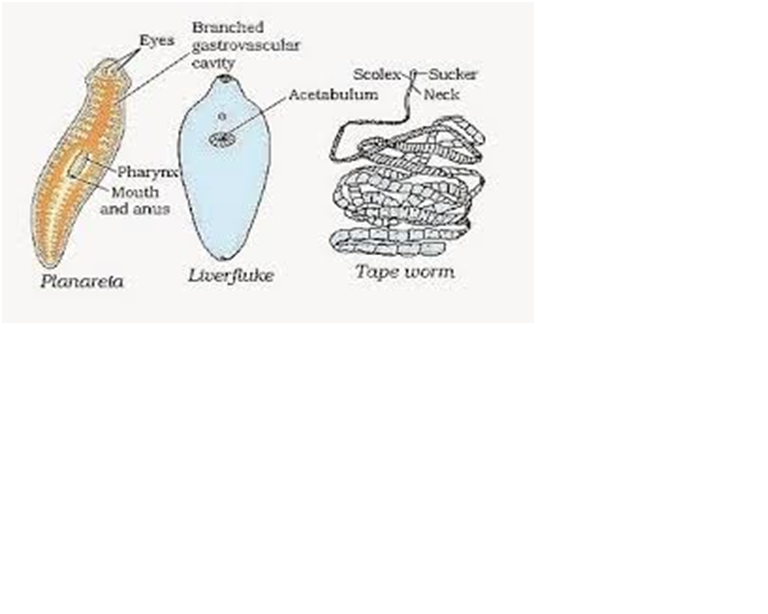 Eyes
Branched
gastrovascular
cavity
Pharynx
Mouth
and anus
Planareia
Acetabulum
Liverfluke
Scolex
Sucker
Neck
Tape worm